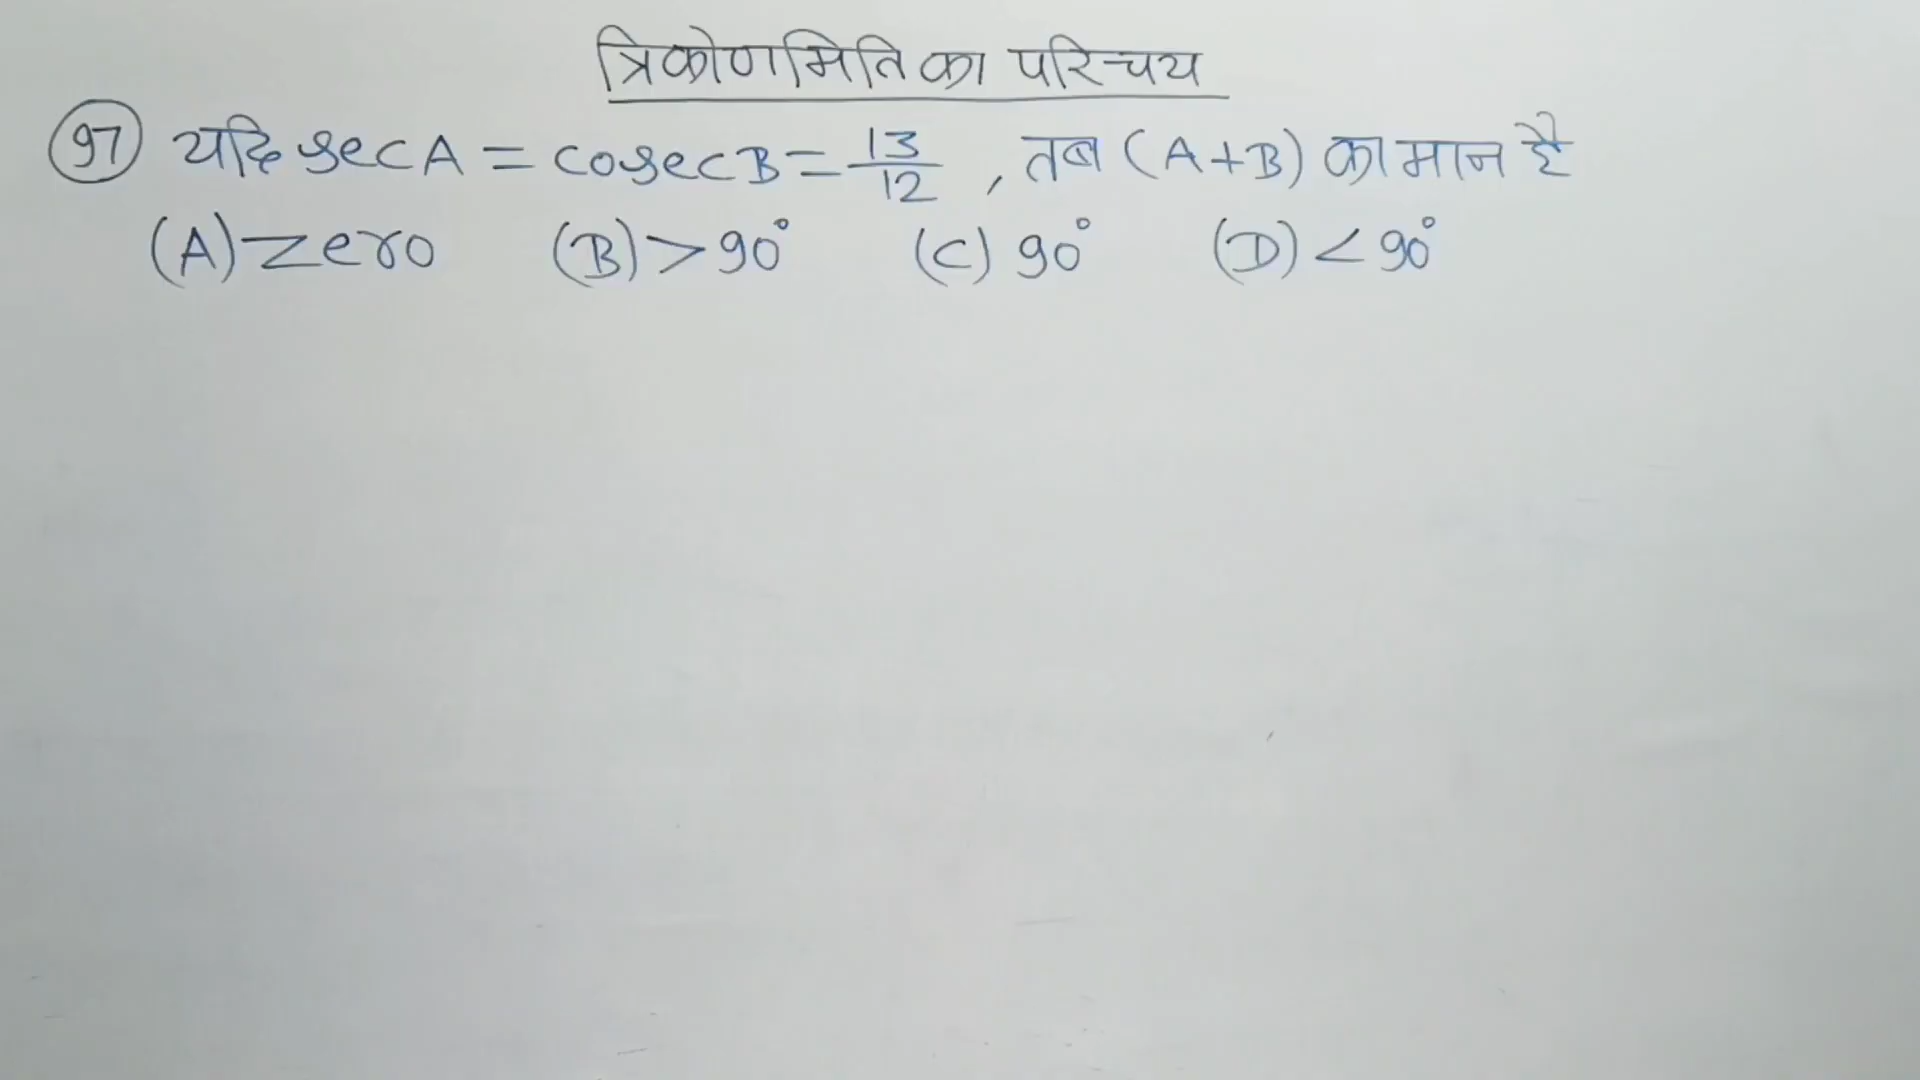 त्रिकोणमिति का परिचय
97 यदि secA = cosecB = 13/12 , तब (A+B) का मान है
(A) zero (B) > 90° (C) 90° (D) < 90°